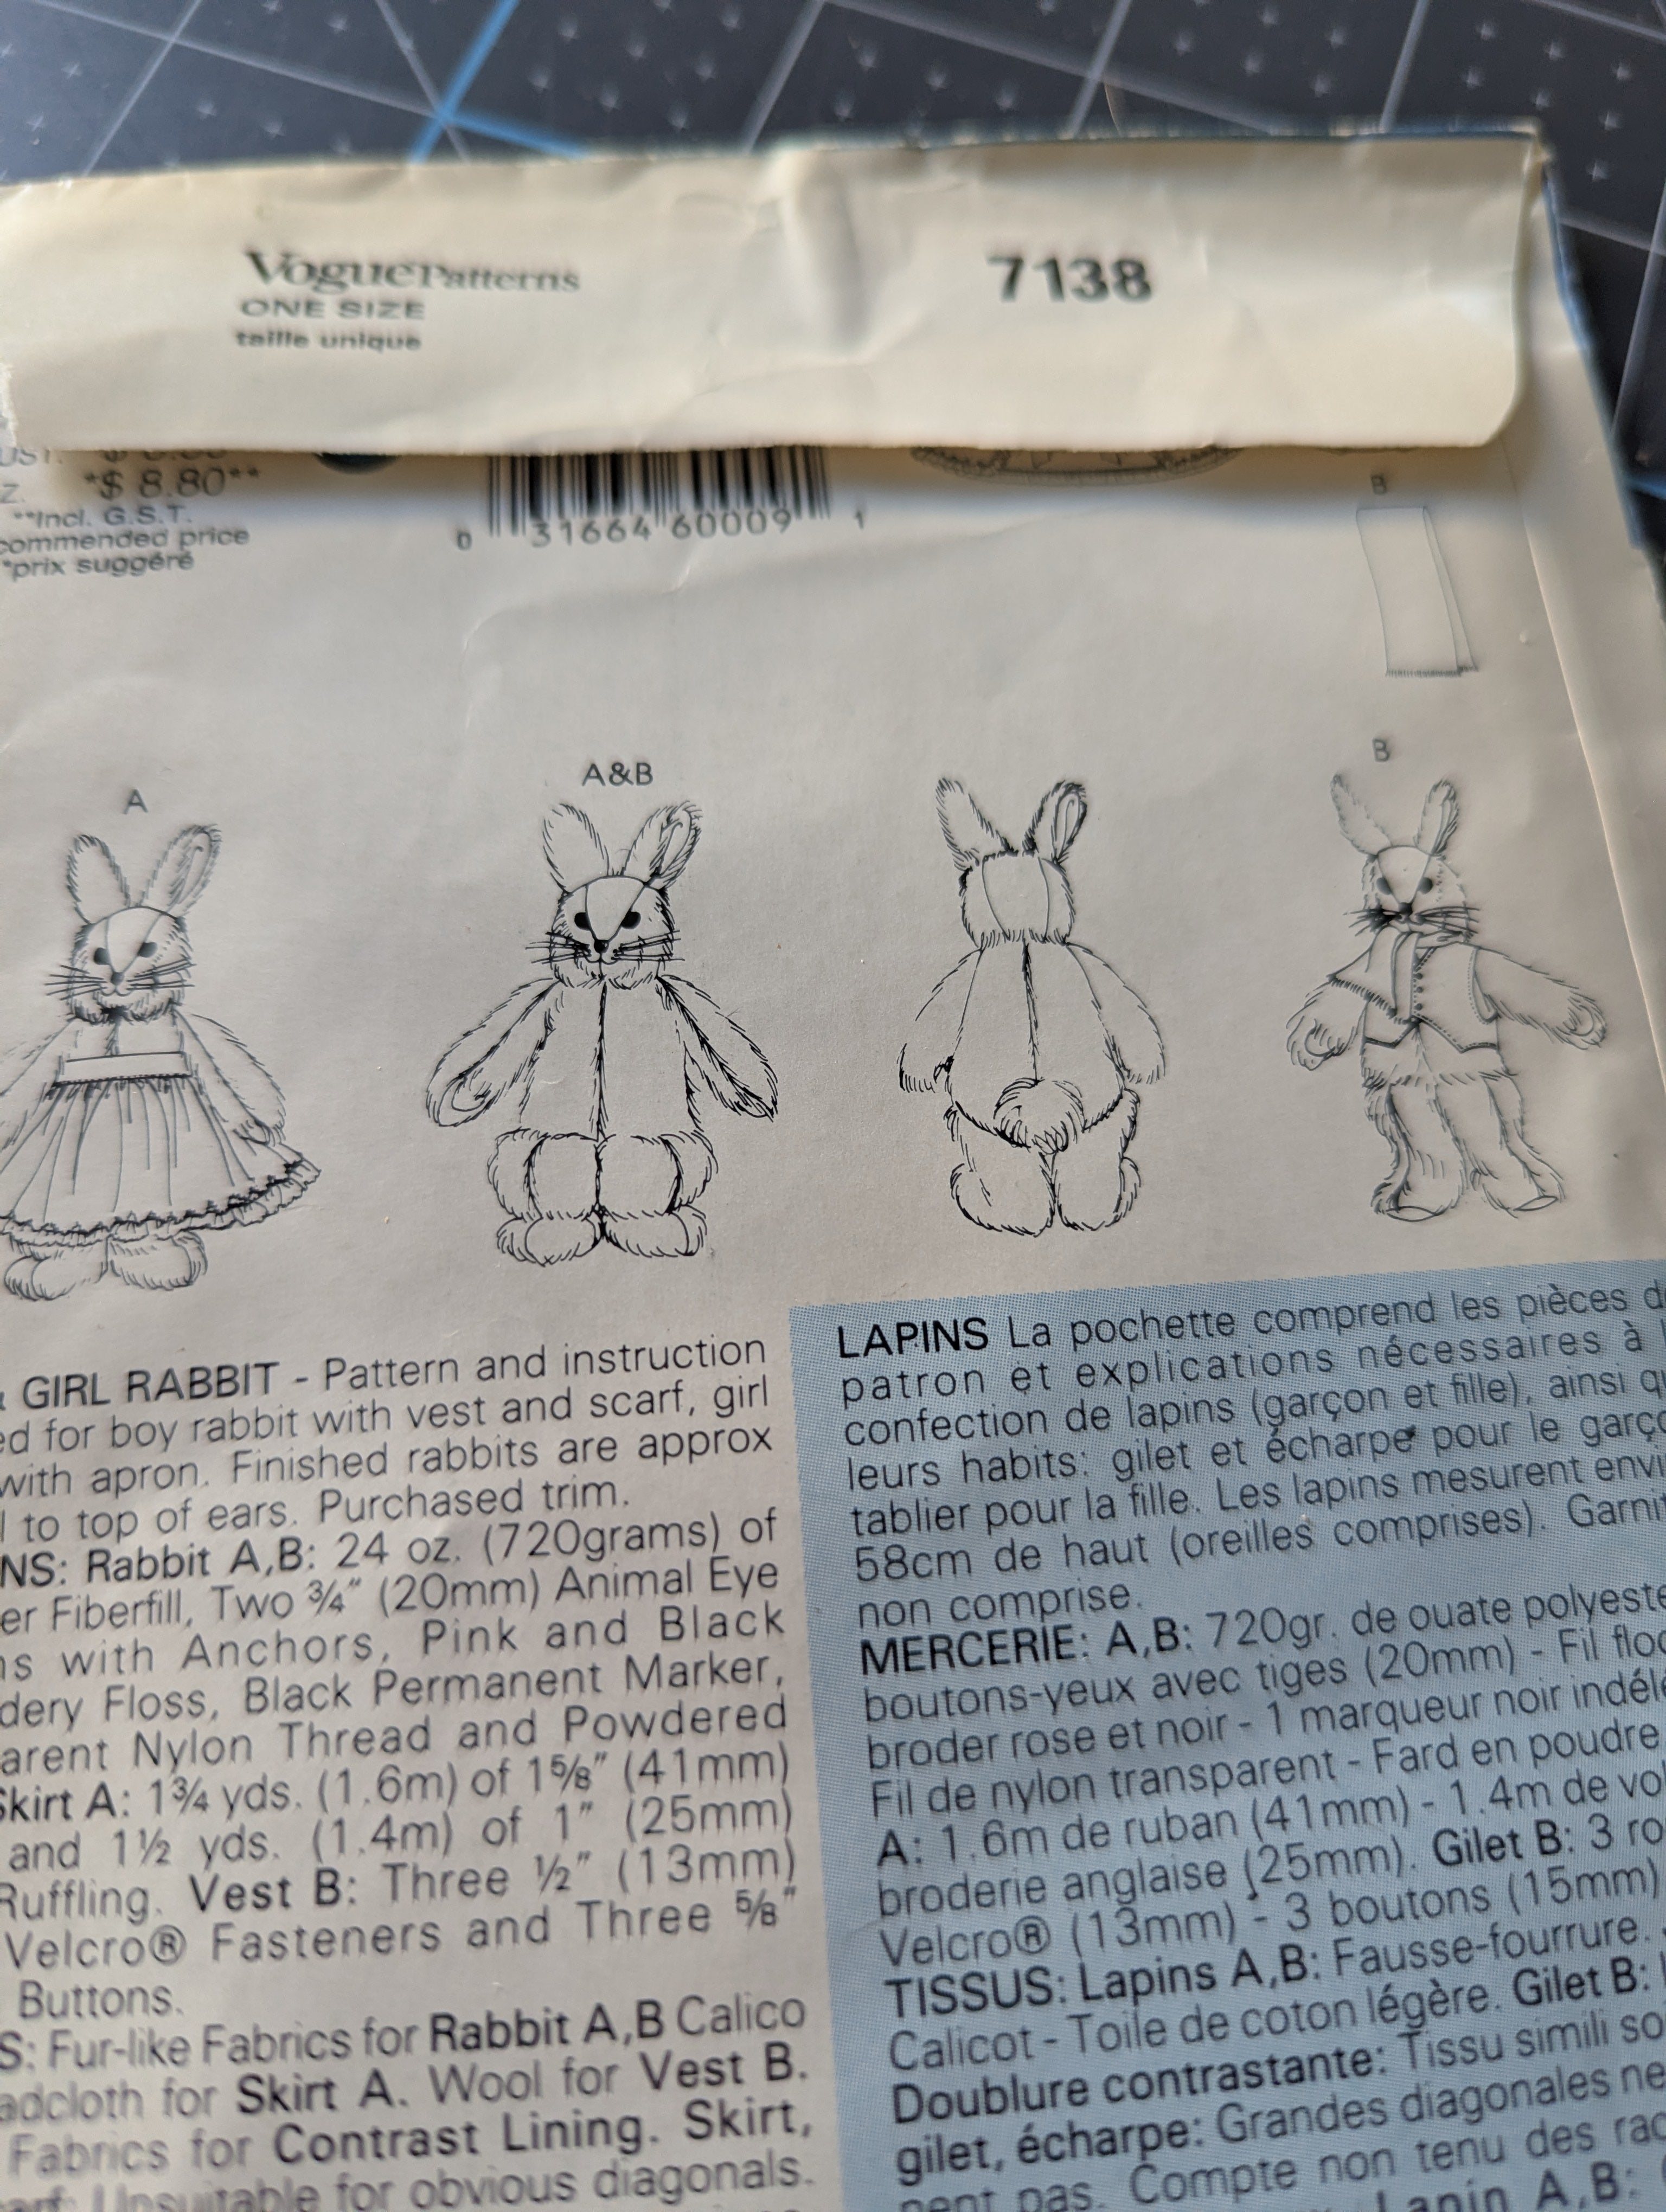 VoguePatterns
ONE SIZE
taille unique
7138
*$ 8.80**
**Incl. G.S.T.
price
*prix suggéré
0 31664 60009 1
B
A
A&B
B
GIRL RABBIT - Pattern and instruction
for boy rabbit with vest and scarf, girl
with apron. Finished rabbits are approx
to top of ears. Purchased trim.
Rabbit A,B: 24 oz. (720grams) of
Fiberfill, Two ¾" (20mm) Animal Eye
with Anchors, Pink and Black
Floss, Black Permanent Marker,
Nylon Thread and Powdered
Skirt A: 1¾ yds. (1.6m) of 1⅝" (41mm)
and 1½ yds. (1.4m) of 1" (25mm)
Ruffling. Vest B: Three ½" (13mm)
Velcro® Fasteners and Three ⅝"
Buttons.
Fur-like Fabrics for Rabbit A,B Calico
for Skirt A. Wool for Vest B.
Fabrics for Contrast Lining. Skirt,
Unsuitable for obvious diagonals.
LAPINS La pochette comprend les pièces
patron et explications nécessaires à
confection de lapins (garçon et fille), ainsi
leurs habits: gilet et écharpe pour le
tablier pour la fille. Les lapins mesurent
58cm de haut (oreilles comprises).
non comprise.
MERCERIE: A,B: 720gr. de ouate
boutons-yeux avec tiges (20mm) - Fil
broder rose et noir - 1 marqueur noir
Fil de nylon transparent - Fard en poudre
A: 1.6m de ruban (41mm) - 1.4m de
broderie anglaise (25mm). Gilet B: 3
Velcro® (13mm) - 3 boutons (15mm)
TISSUS: Lapins A,B: Fausse-fourrure.
Calicot - Toile de coton légère. Gilet B:
Doublure contrastante: Tissu simili
gilet, écharpe: Grandes diagonales
pas. Compte non tenu des
Lapin A,B: